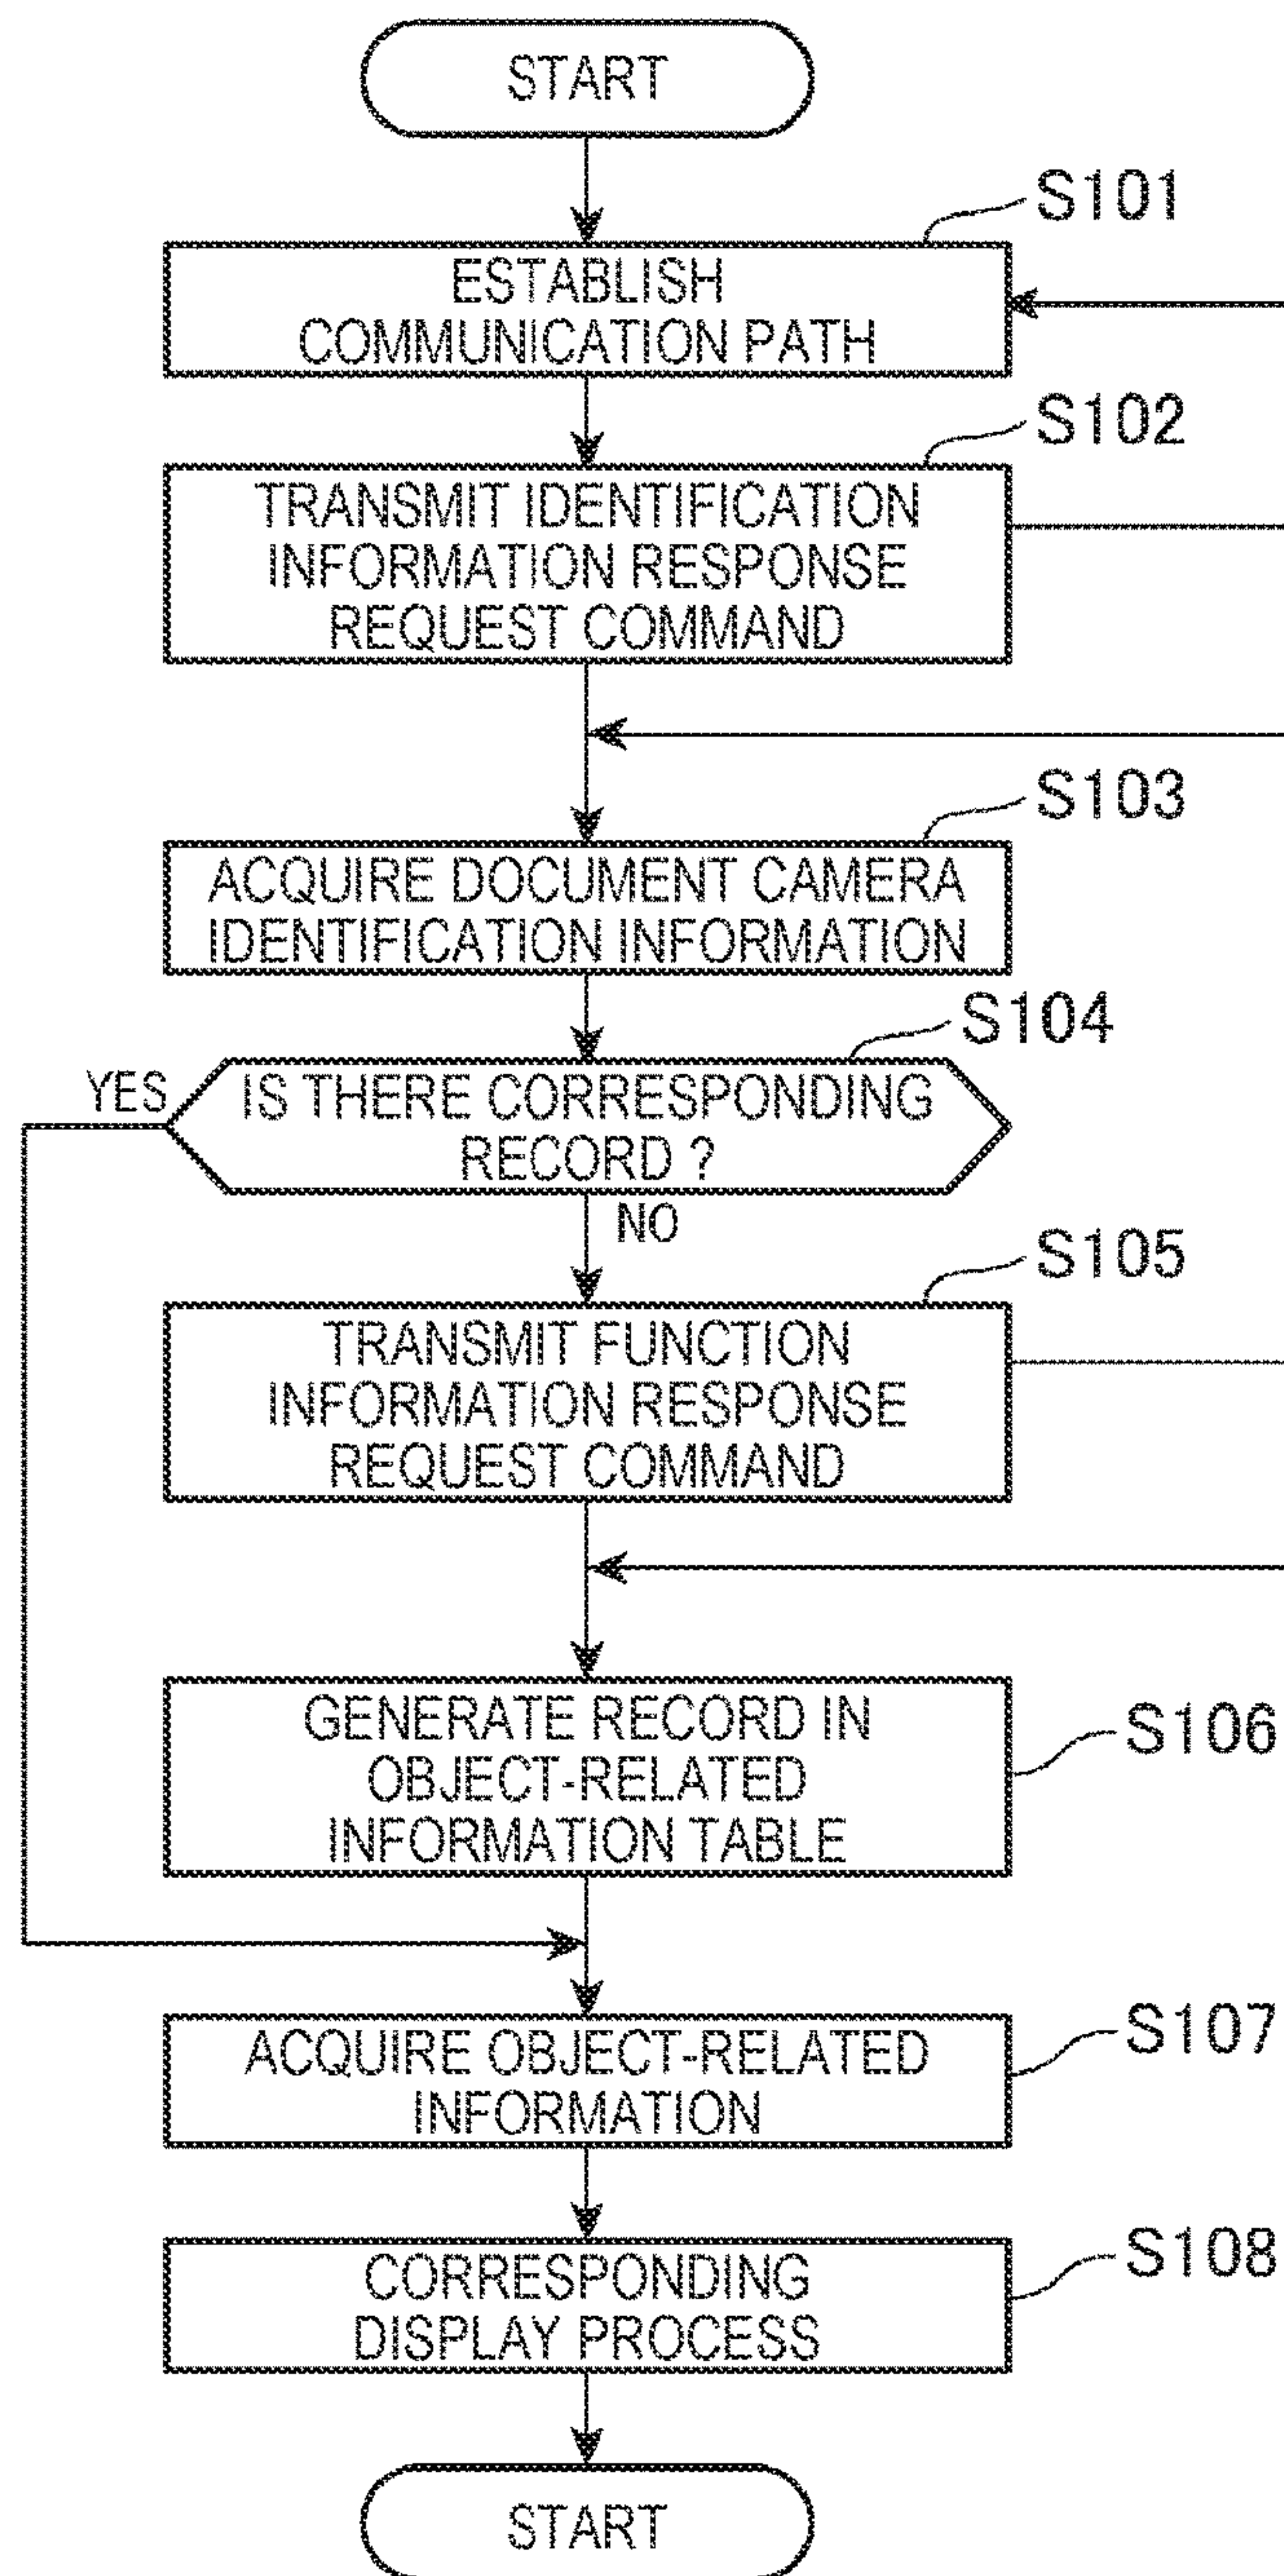 START
S101
ESTABLISH
COMMUNICATION PATH
S102
TRANSMIT IDENTIFICATION
INFORMATION RESPONSE
REQUEST COMMAND
S103
ACQUIRE DOCUMENT CAMERA
IDENTIFICATION INFORMATION
S104
YES
IS THERE CORRESPONDING
RECORD ?
NO
S105
TRANSMIT FUNCTION
INFORMATION RESPONSE
REQUEST COMMAND
GENERATE RECORD IN
OBJECT-RELATED
INFORMATION TABLE
S106
ACQUIRE OBJECT-RELATED
INFORMATION
S107
CORRESPONDING
DISPLAY PROCESS
S108
START